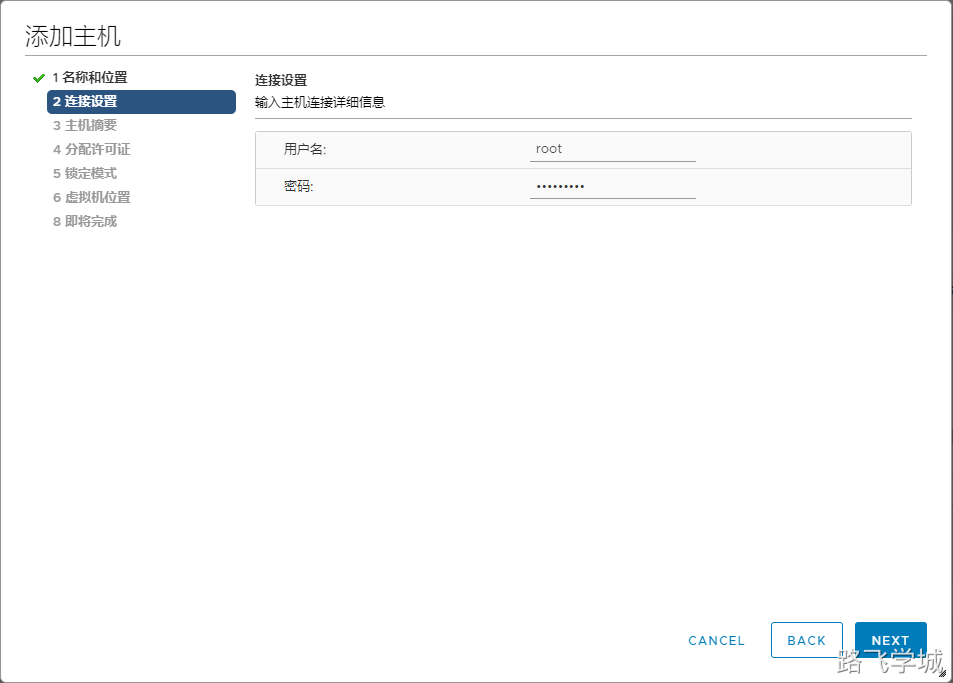 添加主机
1 名称和位置
2 连接设置
3 主机摘要
4 分配许可证
5 锁定模式
6 虚拟机位置
8 即将完成
连接设置
输入主机连接详细信息
用户名: root
密码: •••••••••
CANCEL BACK NEXT
路飞学城